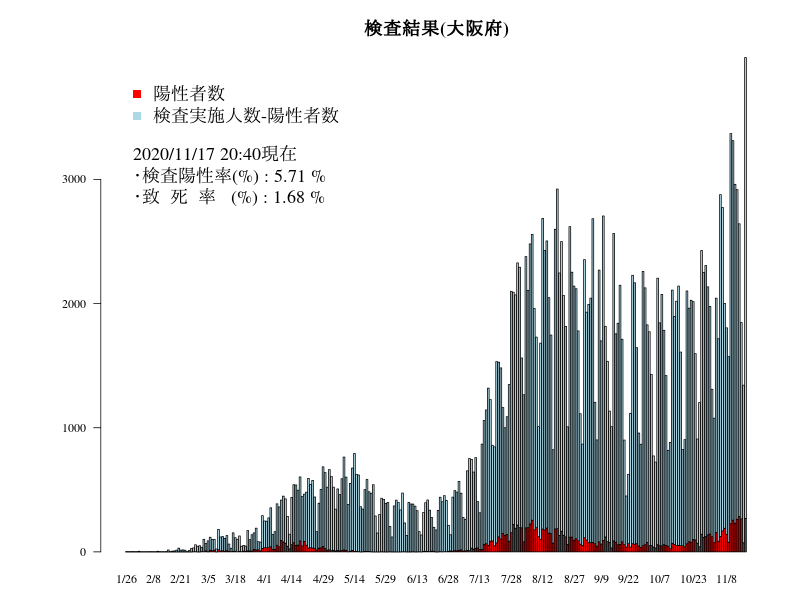 検査結果(大阪府)
陽性者数
検査実施人数-陽性者数
2020/11/17 20:40現在
・検査陽性率(%) : 5.71 %
・致 死 率 (%) : 1.68 %
3000
2000
1000
0
1/26 2/8 2/21 3/5 3/18 4/1 4/14 4/29 5/14 5/29 6/13 6/28 7/13 7/28 8/12 8/27 9/9 9/22 10/7 10/23 11/8